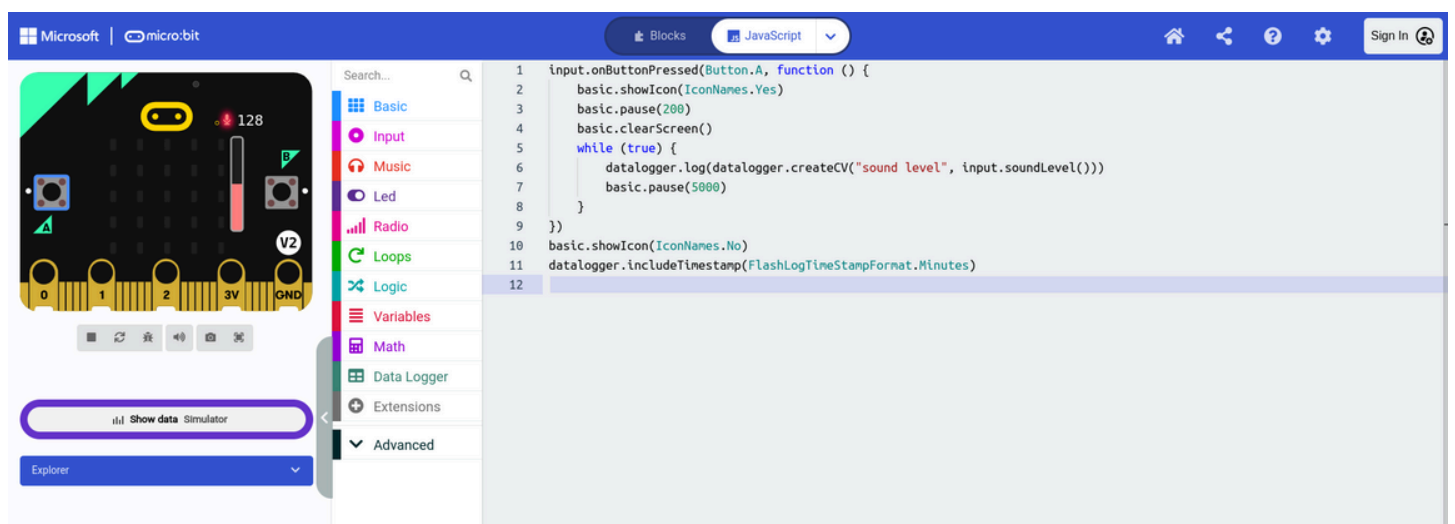 Microsoft | micro:bit
Blocks
JS JavaScript
Sign In
128
B
A
V2
0 1 2 3V GND
Show data Simulator
Explorer
Search...
Basic
Input
Music
Led
Radio
Loops
Logic
Variables
Math
Data Logger
Extensions
Advanced
1 input.onButtonPressed(Button.A, function () {
2     basic.showIcon(IconNames.Yes)
3     basic.pause(200)
4     basic.clearScreen()
5     while (true) {
6         datalogger.log(datalogger.createCV("sound level", input.soundLevel()))
7         basic.pause(5000)
8     }
9 })
10 basic.showIcon(IconNames.No)
11 datalogger.includeTimestamp(FlashLogTimeStampFormat.Minutes)
12